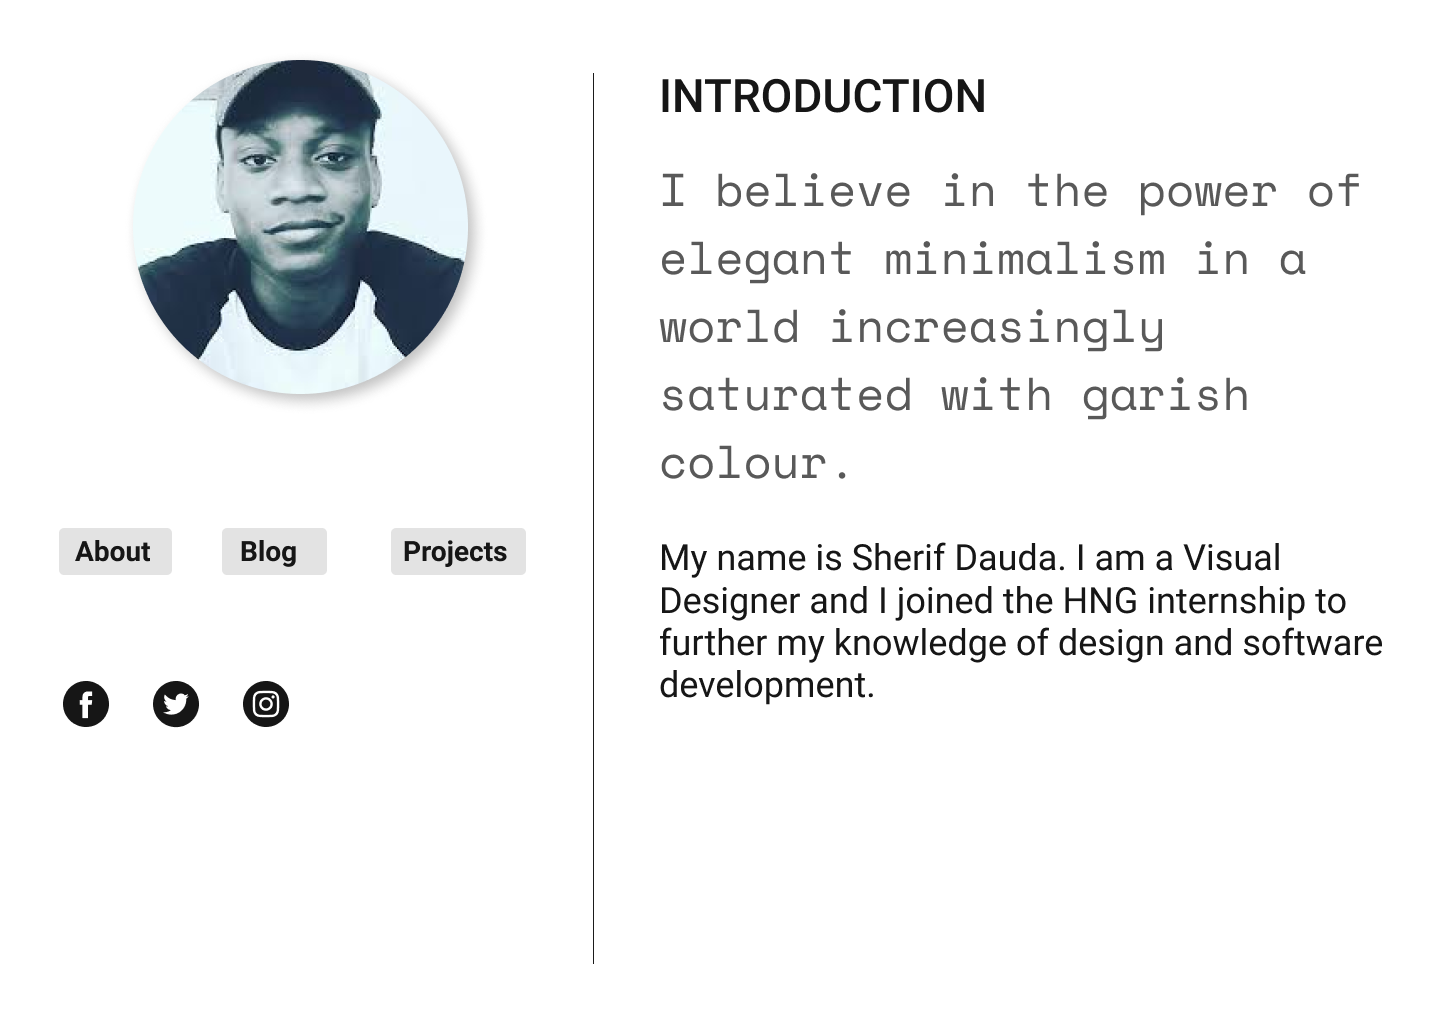 INTRODUCTION
I believe in the power of
elegant minimalism in a
world increasingly
saturated with garish
colour.
My name is Sherif Dauda. I am a Visual
Designer and I joined the HNG internship to
further my knowledge of design and software
development.
About
Blog
Projects